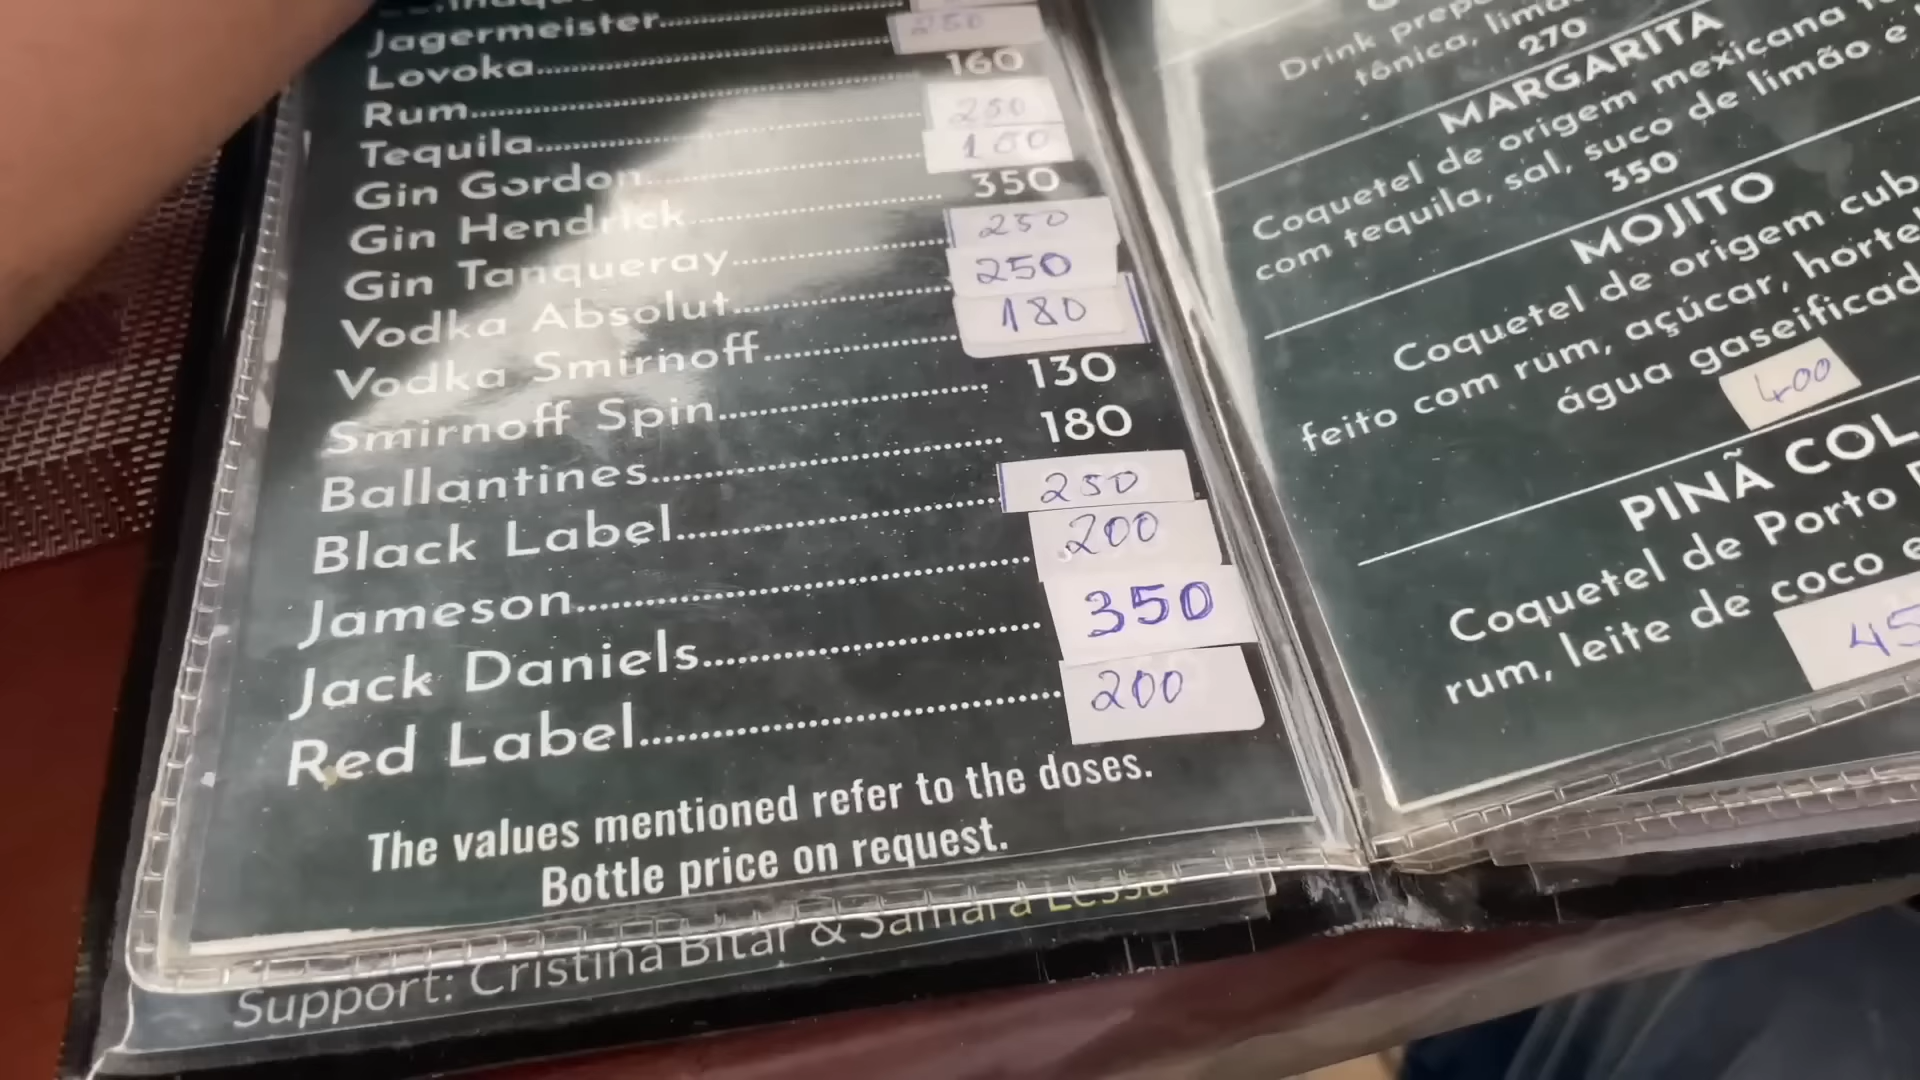 Jagermeister
250
Lovoka
160
Rum
250
Tequila
100
Gin Gordon
350
Gin Hendrick
250
Gin Tanqueray
250
Vodka Absolut
180
Vodka Smirnoff
130
Smirnoff Spin
180
Ballantines
250
Black Label
200
Jameson
350
Jack Daniels
200
Red Label
The values mentioned refer to the doses.
Bottle price on request.
Support: Cristina Bitar & Samara Lessa
Drink
tônica,
270
MARGARITA
Coquetel de origem mexicana
com tequila, sal, suco de limão e
350
MOJITO
Coquetel de origem
feito com rum, açúcar,
água
400
PINÃ
Coquetel de Porto
rum, leite de coco